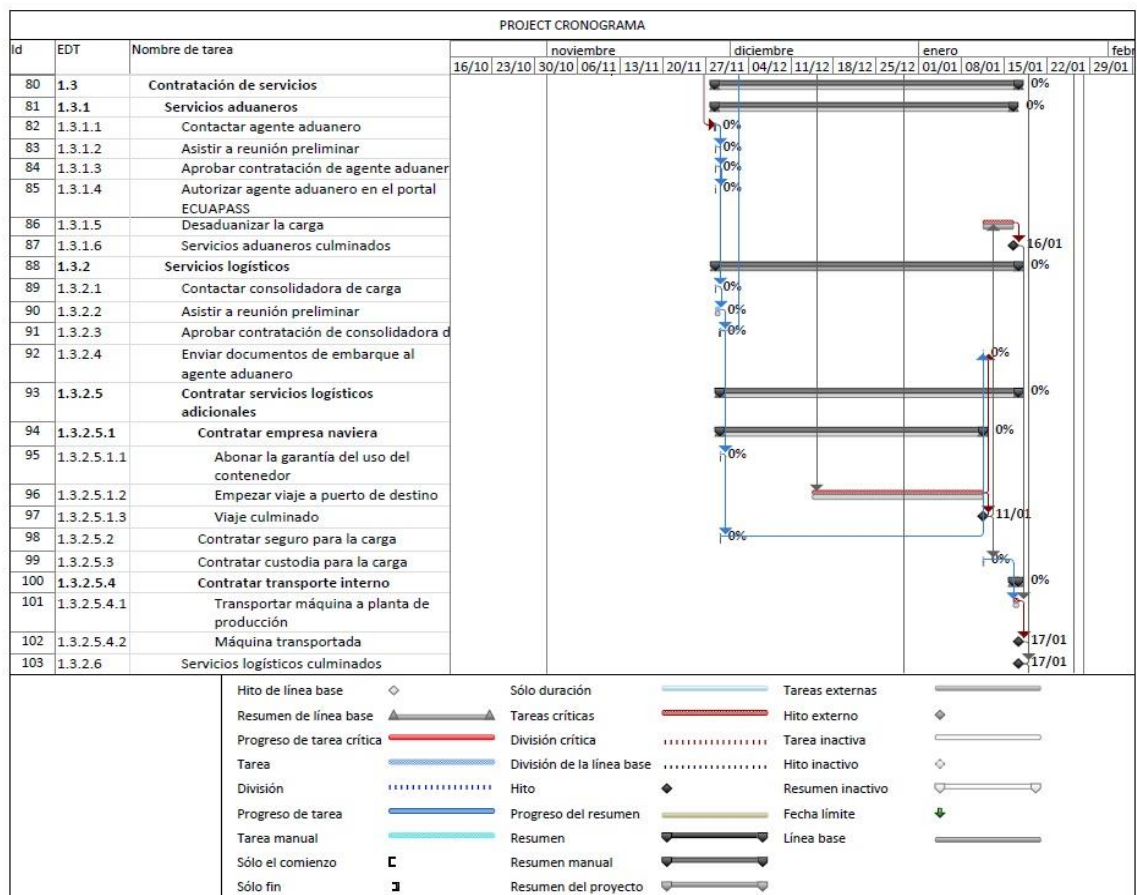 PROJECT CRONOGRAMA
Id EDT Nombre de tarea noviembre diciembre enero febr
16/10 23/10 30/10 06/11 13/11 20/11 27/11 04/12 11/12 18/12 25/12 01/01 08/01 15/01 22/01 29/01
80 1.3 Contratación de servicios 0%
81 1.3.1 Servicios aduaneros 0%
82 1.3.1.1 Contactar agente aduanero 0%
83 1.3.1.2 Asistir a reunión preliminar 0%
84 1.3.1.3 Aprobar contratación de agente aduaner 0%
85 1.3.1.4 Autorizar agente aduanero en el portal 0%
ECUAPASS
86 1.3.1.5 Desaduanizar la carga
87 1.3.1.6 Servicios aduaneros culminados 16/01
88 1.3.2 Servicios logísticos 0%
89 1.3.2.1 Contactar consolidadora de carga 0%
90 1.3.2.2 Asistir a reunión preliminar 0%
91 1.3.2.3 Aprobar contratación de consolidadora d 0%
92 1.3.2.4 Enviar documentos de embarque al 0%
agente aduanero
93 1.3.2.5 Contratar servicios logísticos 0%
adicionales
94 1.3.2.5.1 Contratar empresa naviera 0%
95 1.3.2.5.1.1 Abonar la garantía del uso del 0%
contenedor
96 1.3.2.5.1.2 Empezar viaje a puerto de destino
97 1.3.2.5.1.3 Viaje culminado 11/01
98 1.3.2.5.2 Contratar seguro para la carga 0%
99 1.3.2.5.3 Contratar custodia para la carga 0%
100 1.3.2.5.4 Contratar transporte interno 0%
101 1.3.2.5.4.1 Transportar máquina a planta de
producción
102 1.3.2.5.4.2 Máquina transportada 17/01
103 1.3.2.6 Servicios logísticos culminados 17/01
Hito de línea base Sólo duración Tareas externas
Resumen de línea base Tareas críticas Hito externo
Progreso de tarea crítica División crítica Tarea inactiva
Tarea División de la línea base Hito inactivo
División Hito Resumen inactivo
Progreso de tarea Progreso del resumen Fecha límite
Tarea manual Resumen Línea base
Sólo el comienzo Resumen manual
Sólo fin Resumen del proyecto